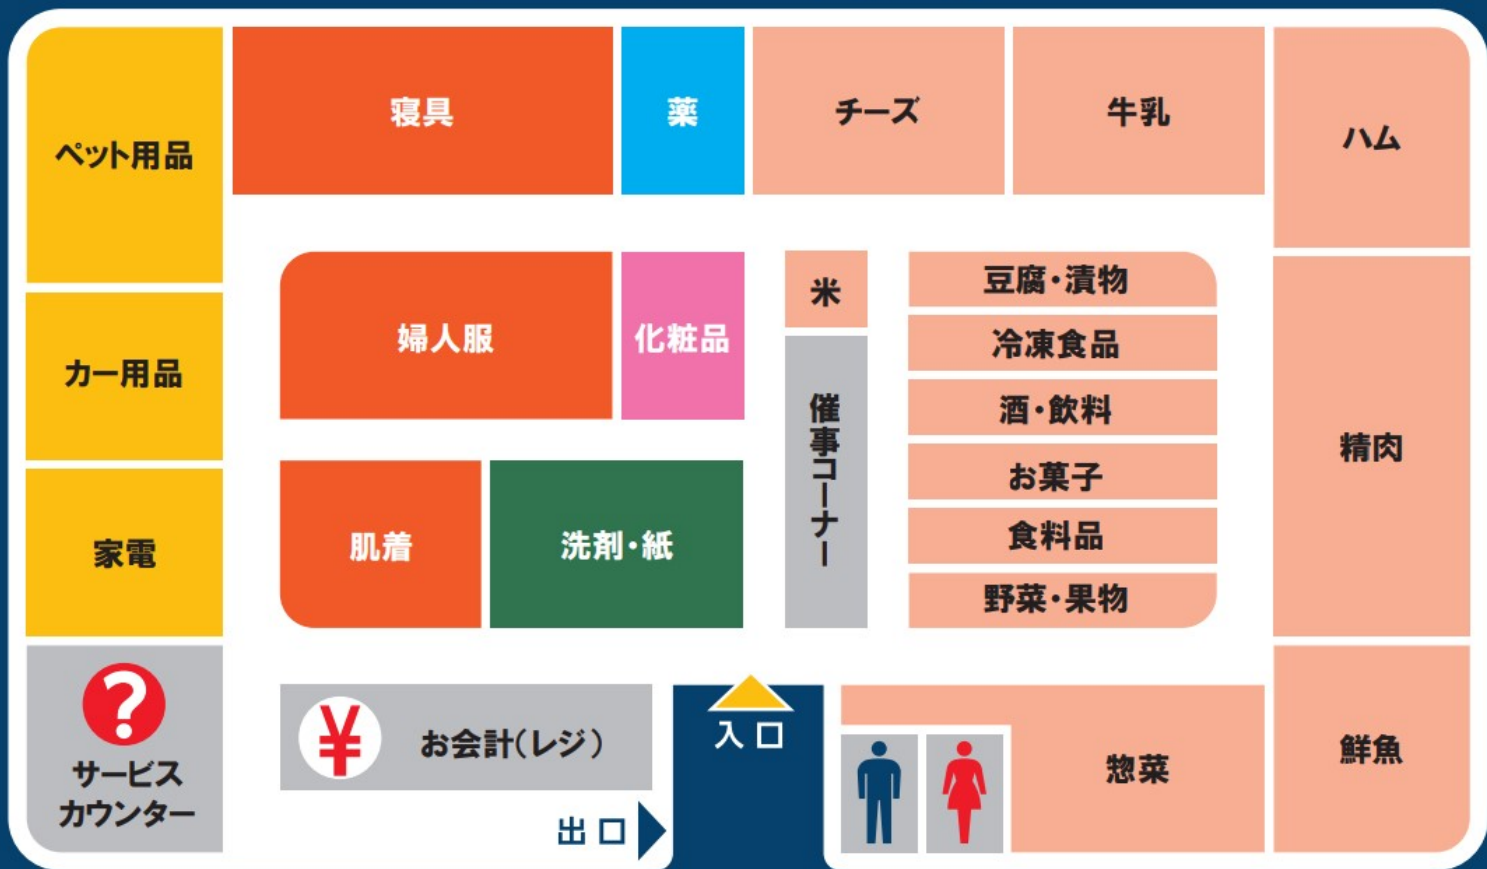 寝具
薬
チーズ
牛乳
ハム
ペット用品
婦人服
化粧品
米
豆腐・漬物
冷凍食品
酒・飲料
お菓子
食料品
野菜・果物
カー用品
催事コーナー
精肉
家電
肌着
洗剤・紙
?
サービス
カウンター
¥
お会計(レジ)
入口
出口
惣菜
鮮魚